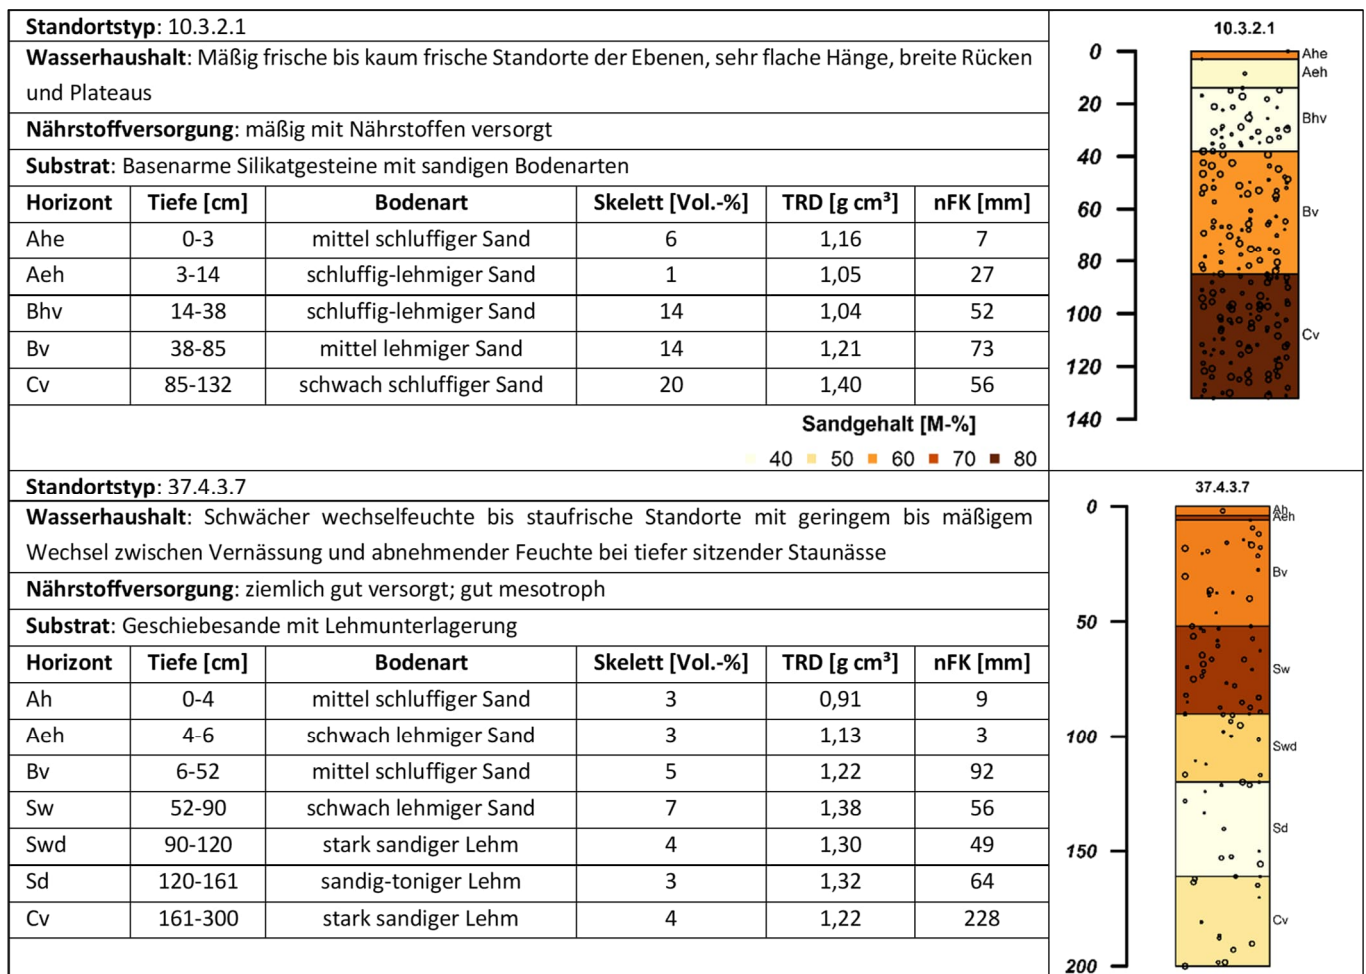 Standortstyp: 10.3.2.1
Wasserhaushalt: Mäßig frische bis kaum frische Standorte der Ebenen, sehr flache Hänge, breite Rücken
und Plateaus
Nährstoffversorgung: mäßig mit Nährstoffen versorgt
Substrat: Basenarme Silikatgesteine mit sandigen Bodenarten
Horizont Tiefe [cm] Bodenart Skelett [Vol.-%] TRD [g cm³] nFK [mm]
Ahe 0-3 mittel schluffiger Sand 6 1,16 7
Aeh 3-14 schluffig-lehmiger Sand 1 1,05 27
Bhv 14-38 schluffig-lehmiger Sand 14 1,04 52
Bv 38-85 mittel lehmiger Sand 14 1,21 73
Cv 85-132 schwach schluffiger Sand 20 1,40 56
Sandgehalt [M-%]
40 50 60 70 80
10.3.2.1
0 Ahe
Aeh
20
Bhv
40
60 Bv
80
100
Cv
120
140
Standortstyp: 37.4.3.7
Wasserhaushalt: Schwächer wechselfeuchte bis staufrische Standorte mit geringem bis mäßigem
Wechsel zwischen Vernässung und abnehmender Feuchte bei tiefer sitzender Staunässe
Nährstoffversorgung: ziemlich gut versorgt; gut mesotroph
Substrat: Geschiebesande mit Lehmunterlagerung
Horizont Tiefe [cm] Bodenart Skelett [Vol.-%] TRD [g cm³] nFK [mm]
Ah 0-4 mittel schluffiger Sand 3 0,91 9
Aeh 4-6 schwach lehmiger Sand 3 1,13 3
Bv 6-52 mittel schluffiger Sand 5 1,22 92
Sw 52-90 schwach lehmiger Sand 7 1,38 56
Swd 90-120 stark sandiger Lehm 4 1,30 49
Sd 120-161 sandig-toniger Lehm 3 1,32 64
Cv 161-300 stark sandiger Lehm 4 1,22 228
37.4.3.7
0 Ah
Aeh
Bv
50
Sw
100
Swd
Sd
150
Cv
200